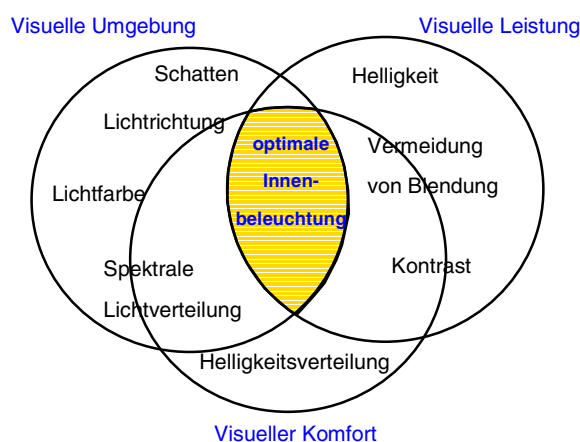 Visuelle Umgebung
Visuelle Leistung
Schatten
Helligkeit
Lichtrichtung
optimale
Innen-
beleuchtung
Vermeidung
von Blendung
Lichtfarbe
Spektrale
Lichtverteilung
Kontrast
Helligkeitsverteilung
Visueller Komfort